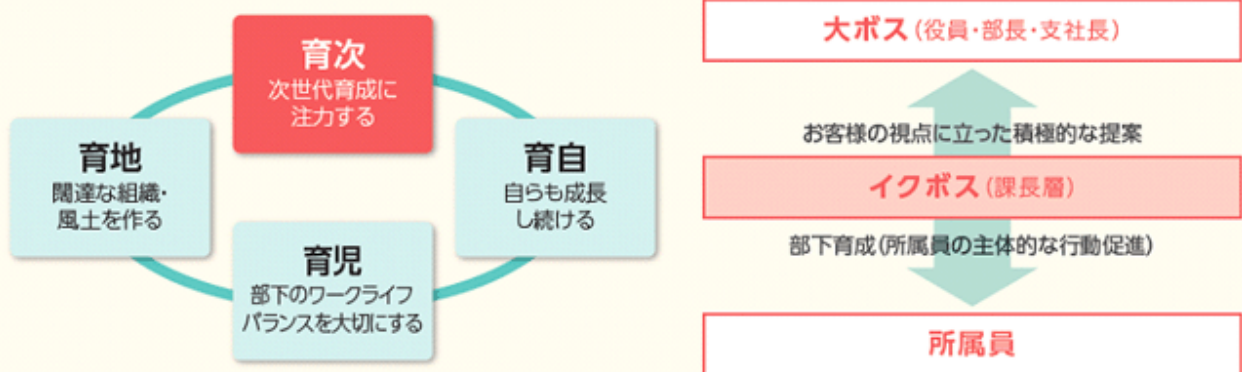 育次
次世代育成に
注力する
育地
闊達な組織・
風土を作る
育自
自らも成長
し続ける
育児
部下のワークライフ
バランスを大切にする
大ボス(役員・部長・支社長)
お客様の視点に立った積極的な提案
イクボス(課長層)
部下育成(所属員の主体的な行動促進)
所属員